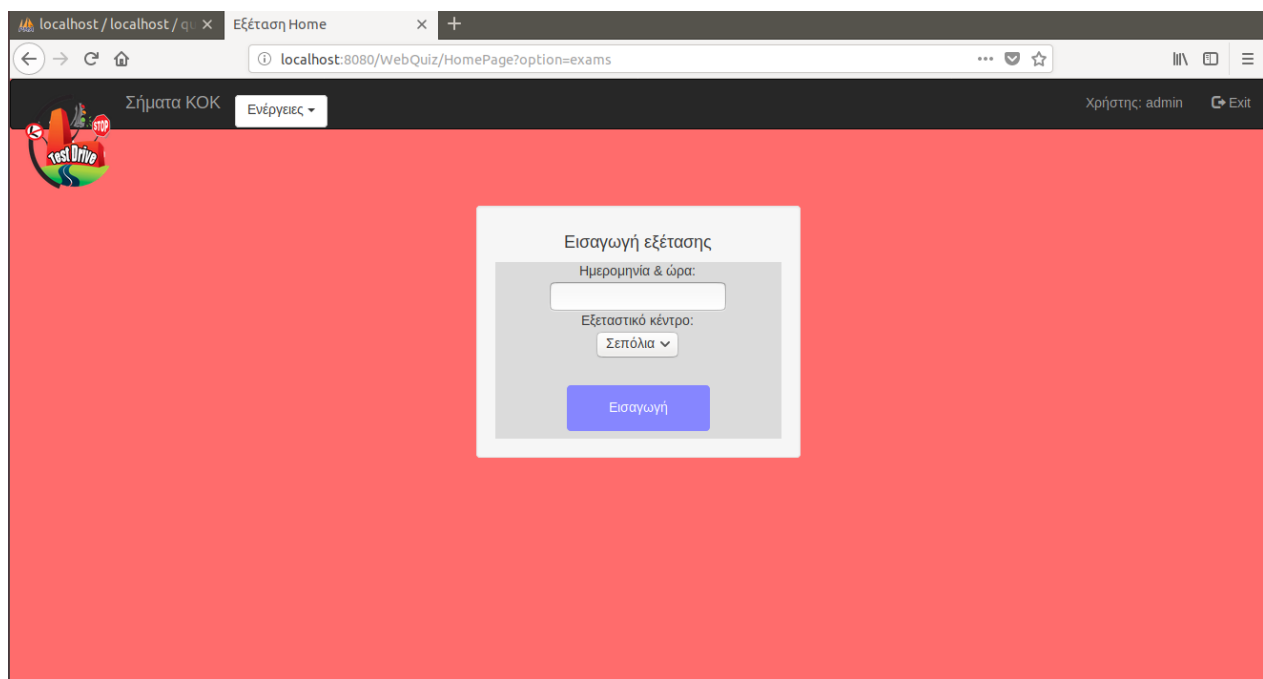 localhost / localhost / qu
Εξέταση Home
localhost:8080/WebQuiz/HomePage?option=exams
Σήματα ΚΟΚ
Ενέργειες
Χρήστης: admin
Exit
STOP
Test Drive
Εισαγωγή εξέτασης
Ημερομηνία & ώρα:
Εξεταστικό κέντρο:
Σεπόλια
Εισαγωγή